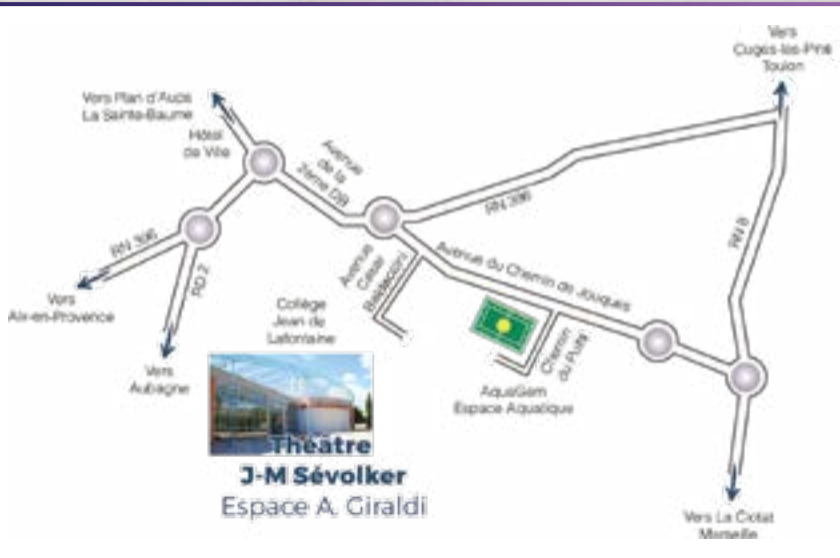 Vers
Cuges-les-Pins
Toulon
Vers Plan d'Aups
La Sainte-Baume
Hôtel
de Ville
Avenue
de la
2ème DB
RN 396
RN 396
RD 2
RN 8
Avenue
César
Baldaccini
Avenue du Chemin de Jouques
Vers
Aix-en-Provence
Collège
Jean de
Lafontaine
Chemin
du Puits
Vers
Aubagne
AquaGem
Espace Aquatique
Théâtre
J-M Sévolker
Espace A. Giraldi
Vers La Ciotat
Marseille